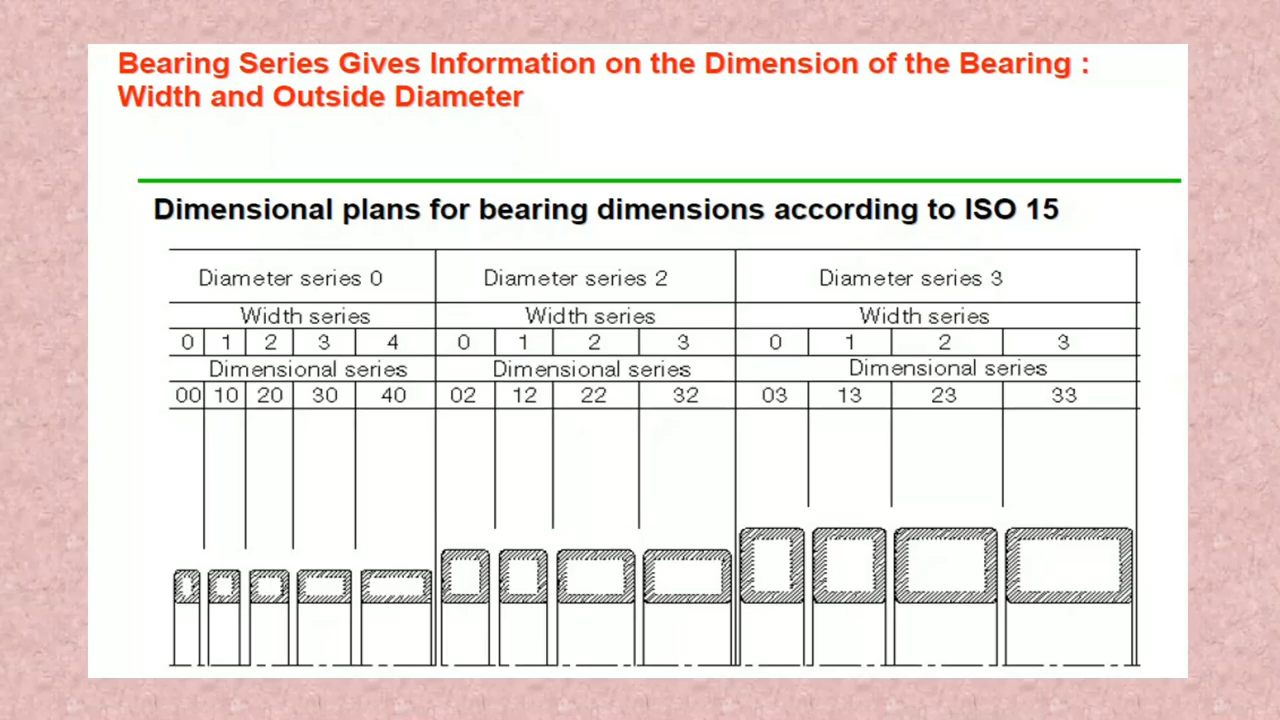 Bearing Series Gives Information on the Dimension of the Bearing :
Width and Outside Diameter
Dimensional plans for bearing dimensions according to ISO 15
Diameter series 0 Diameter series 2 Diameter series 3
Width series Width series Width series
0 1 2 3 4 0 1 2 3 0 1 2 3
Dimensional series Dimensional series Dimensional series
00 10 20 30 40 02 12 22 32 03 13 23 33